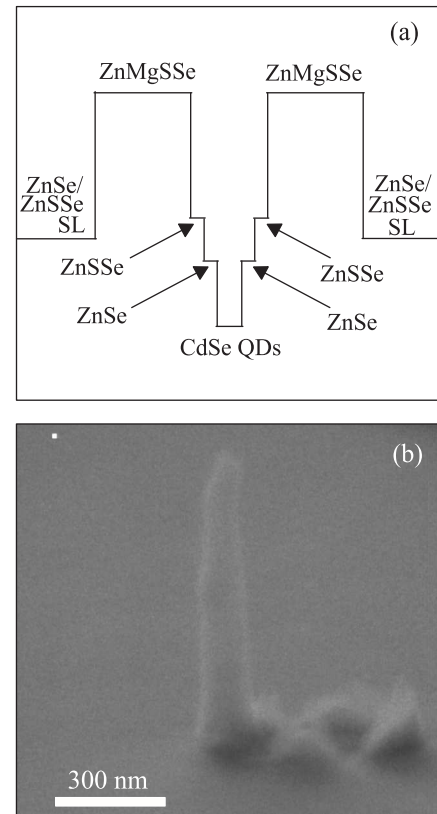 (a)
ZnMgSSe
ZnMgSSe
ZnSe/
ZnSSe
SL
ZnSe/
ZnSSe
SL
ZnSSe
ZnSSe
ZnSe
ZnSe
CdSe QDs
(b)
300 nm